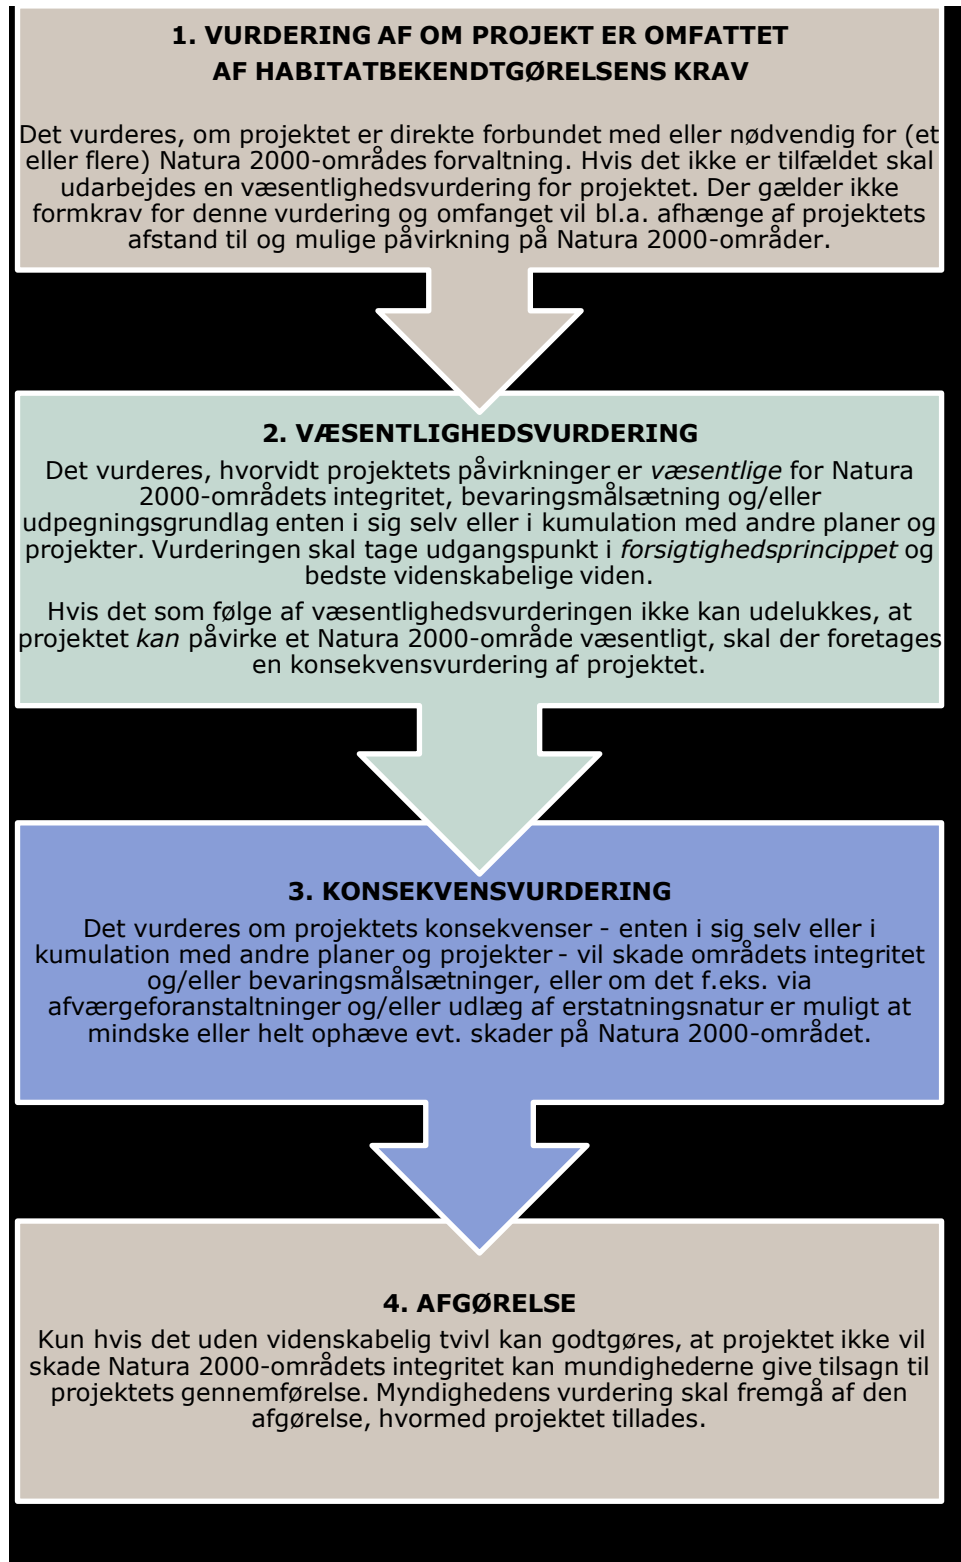 1. VURDERING AF OM PROJEKT ER OMFATTET
AF HABITATBEKENDTGØRELSENS KRAV
Det vurderes, om projektet er direkte forbundet med eller nødvendig for (et
eller flere) Natura 2000-områdes forvaltning. Hvis det ikke er tilfældet skal
udarbejdes en væsentlighedsvurdering for projektet. Der gælder ikke
formkrav for denne vurdering og omfanget vil bl.a. afhænge af projektets
afstand til og mulige påvirkning på Natura 2000-områder.
2. VÆSENTLIGHEDSVURDERING
Det vurderes, hvorvidt projektets påvirkninger er væsentlige for Natura
2000-områdets integritet, bevaringsmålsætning og/eller
udpegningsgrundlag enten i sig selv eller i kumulation med andre planer og
projekter. Vurderingen skal tage udgangspunkt i forsigtighedsprincippet og
bedste videnskabelige viden.
Hvis det som følge af væsentlighedsvurderingen ikke kan udelukkes, at
projektet kan påvirke et Natura 2000-område væsentligt, skal der foretages
en konsekvensvurdering af projektet.
3. KONSEKVENSVURDERING
Det vurderes om projektets konsekvenser - enten i sig selv eller i
kumulation med andre planer og projekter - vil skade områdets integritet
og/eller bevaringsmålsætninger, eller om det f.eks. via
afværgeforanstaltninger og/eller udlæg af erstatningsnatur er muligt at
mindske eller helt ophæve evt. skader på Natura 2000-området.
4. AFGØRELSE
Kun hvis det uden videnskabelig tvivl kan godtgøres, at projektet ikke vil
skade Natura 2000-områdets integritet kan mundighederne give tilsagn til
projektets gennemførelse. Myndighedens vurdering skal fremgå af den
afgørelse, hvormed projektet tillades.